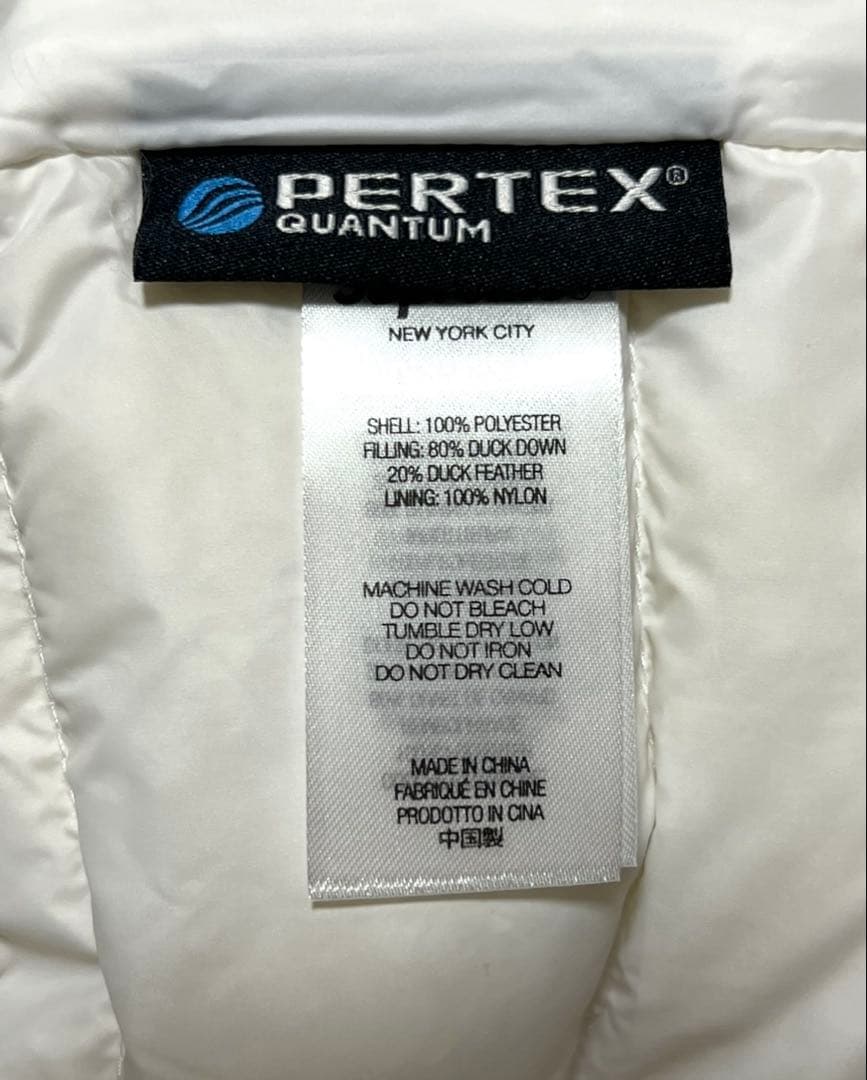 PERTEX®
QUANTUM
NEW YORK CITY
SHELL: 100% POLYESTER
FILLING: 80% DUCK DOWN
20% DUCK FEATHER
LINING: 100% NYLON
MACHINE WASH COLD
DO NOT BLEACH
TUMBLE DRY LOW
DO NOT IRON
DO NOT DRY CLEAN
MADE IN CHINA
FABRIQUÉ EN CHINE
PRODOTTO IN CINA
中国製